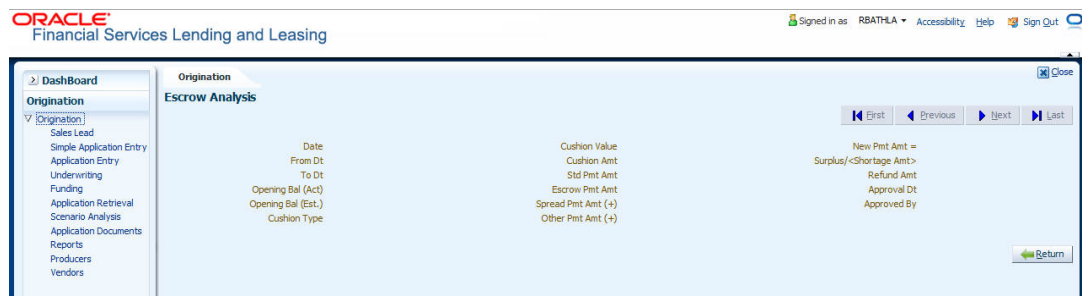 ORACLE
Financial Services Lending and Leasing
Signed in as RBATHLA Accessibility Help Sign Out
DashBoard
Origination
Origination
Sales Lead
Simple Application Entry
Application Entry
Underwriting
Funding
Application Retrieval
Scenario Analysis
Application Documents
Reports
Producers
Vendors
Origination
Close
Escrow Analysis
First Previous Next Last
Date Cushion Value New Pmt Amt =
From Dt Cushion Amt Surplus/<Shortage Amt>
To Dt Std Pmt Amt Refund Amt
Opening Bal (Act) Escrow Pmt Amt Approval Dt
Opening Bal (Est.) Spread Pmt Amt (+) Approved By
Cushion Type Other Pmt Amt (+)
Return